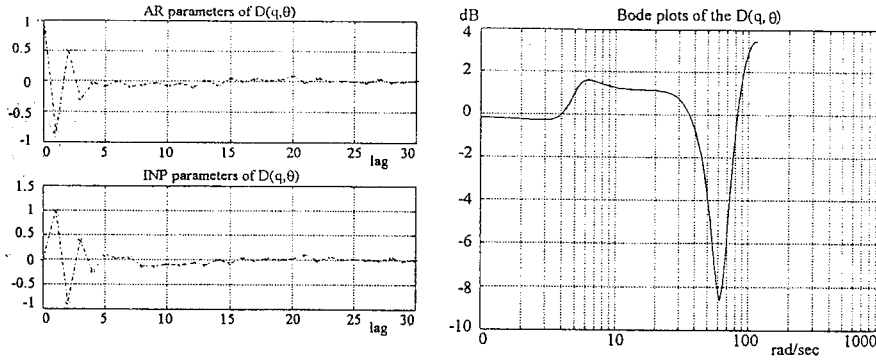 AR parameters of D(q,θ)
1
0.5
0
-0.5
-1
0 5 10 15 20 25 30
lag
INP parameters of D(q,θ)
1.5
1
0.5
0
-0.5
-1
0 5 10 15 20 25 30
lag
dB
Bode plots of the D(q,θ)
4
2
0
-2
-4
-6
-8
-10
0 10 100 1000
rad/sec